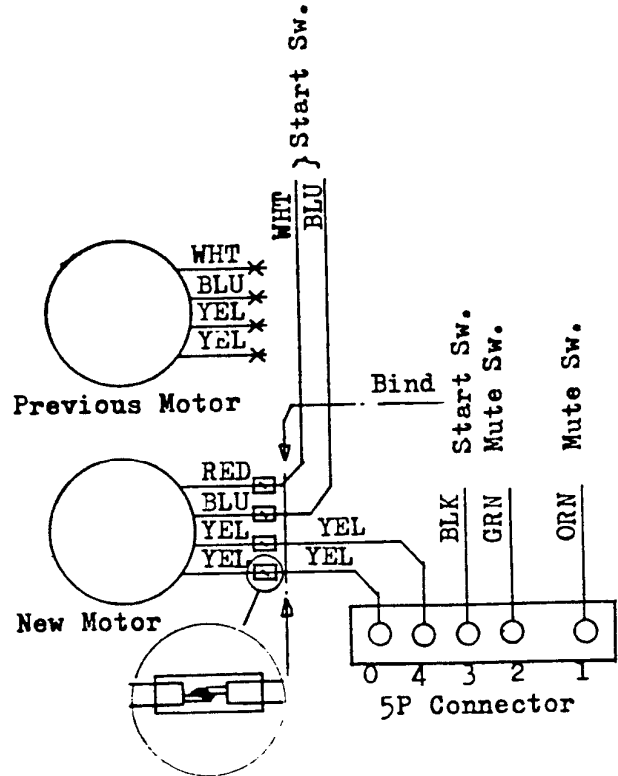 } Start Sw.
WHT
BLU
WHT
BLU
YEL
YEL
Previous Motor
Bind
Start Sw.
Mute Sw.
Mute Sw.
RED
BLU
YEL
YEL
YEL
YEL
BLK
GRN
ORN
New Motor
0 4 3 2 1
5P Connector